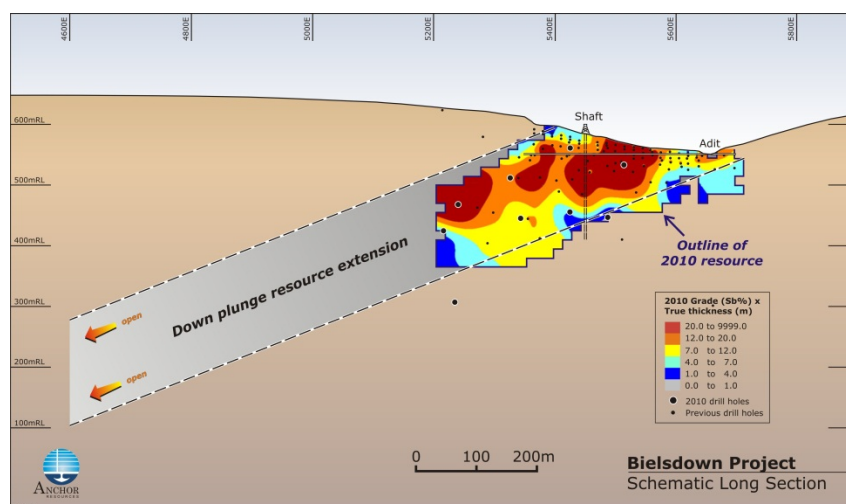 4600E
4800E
5000E
5200E
5400E
5600E
5800E
600mRL
500mRL
400mRL
300mRL
200mRL
100mRL
Shaft
Adit
Outline of
2010 resource
Down plunge resource extension
open
open
2010 Grade (Sb%) x
True thickness (m)
20.0 to 9999.0
12.0 to 20.0
7.0 to 12.0
4.0 to 7.0
1.0 to 4.0
0.0 to 1.0
2010 drill holes
Previous drill holes
0 100 200m
ANCHOR
RESOURCES
Bielsdown Project
Schematic Long Section